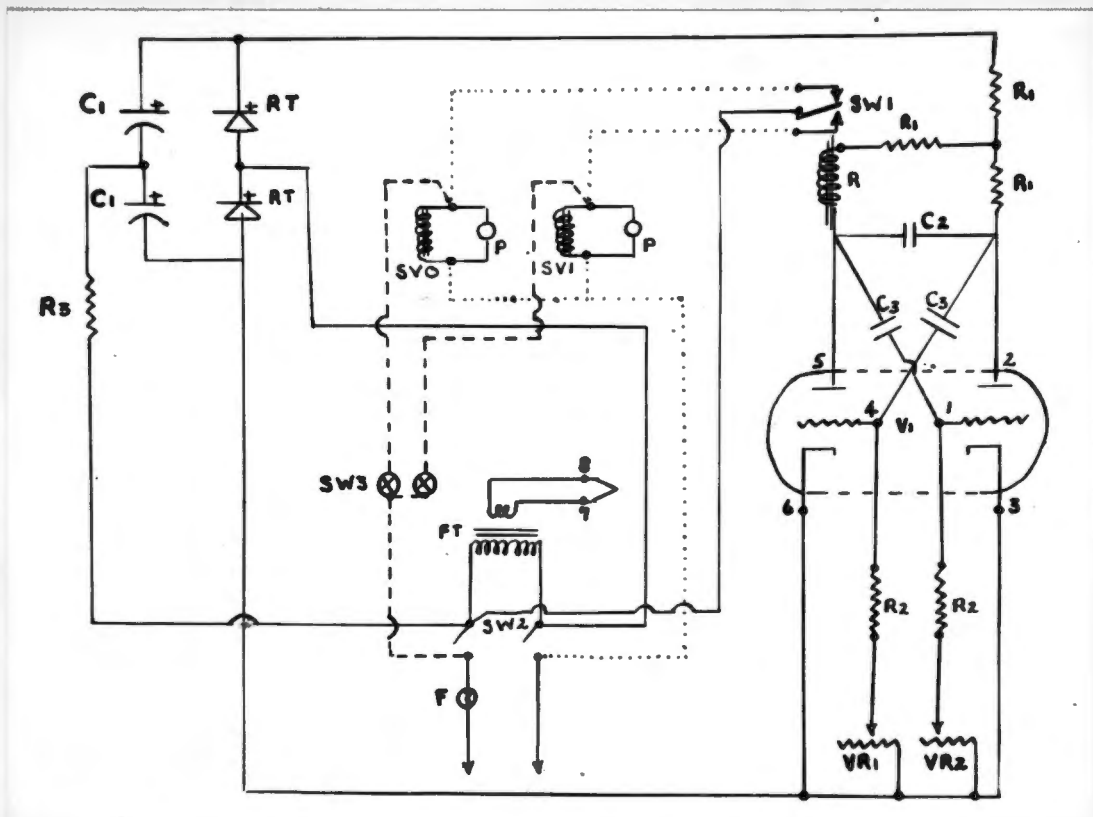 C1 + RT
+
C1 + RT
+
R3
SV0
P
SV1
P
SW1
R1
R1
R1
R
C2
C3
C3
5
2
4
V1
1
6
3
SW3
8
7
FT
SW2
F
R2
R2
VR1
VR2